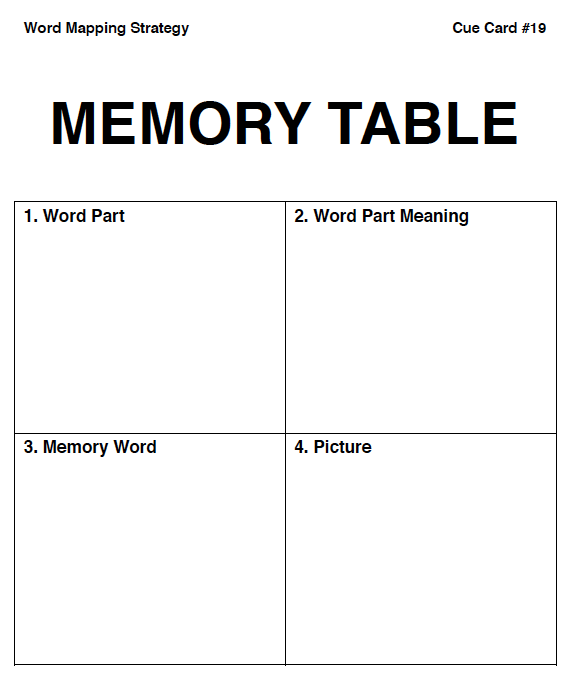 Word Mapping Strategy
Cue Card #19
MEMORY TABLE
1. Word Part
2. Word Part Meaning
3. Memory Word
4. Picture